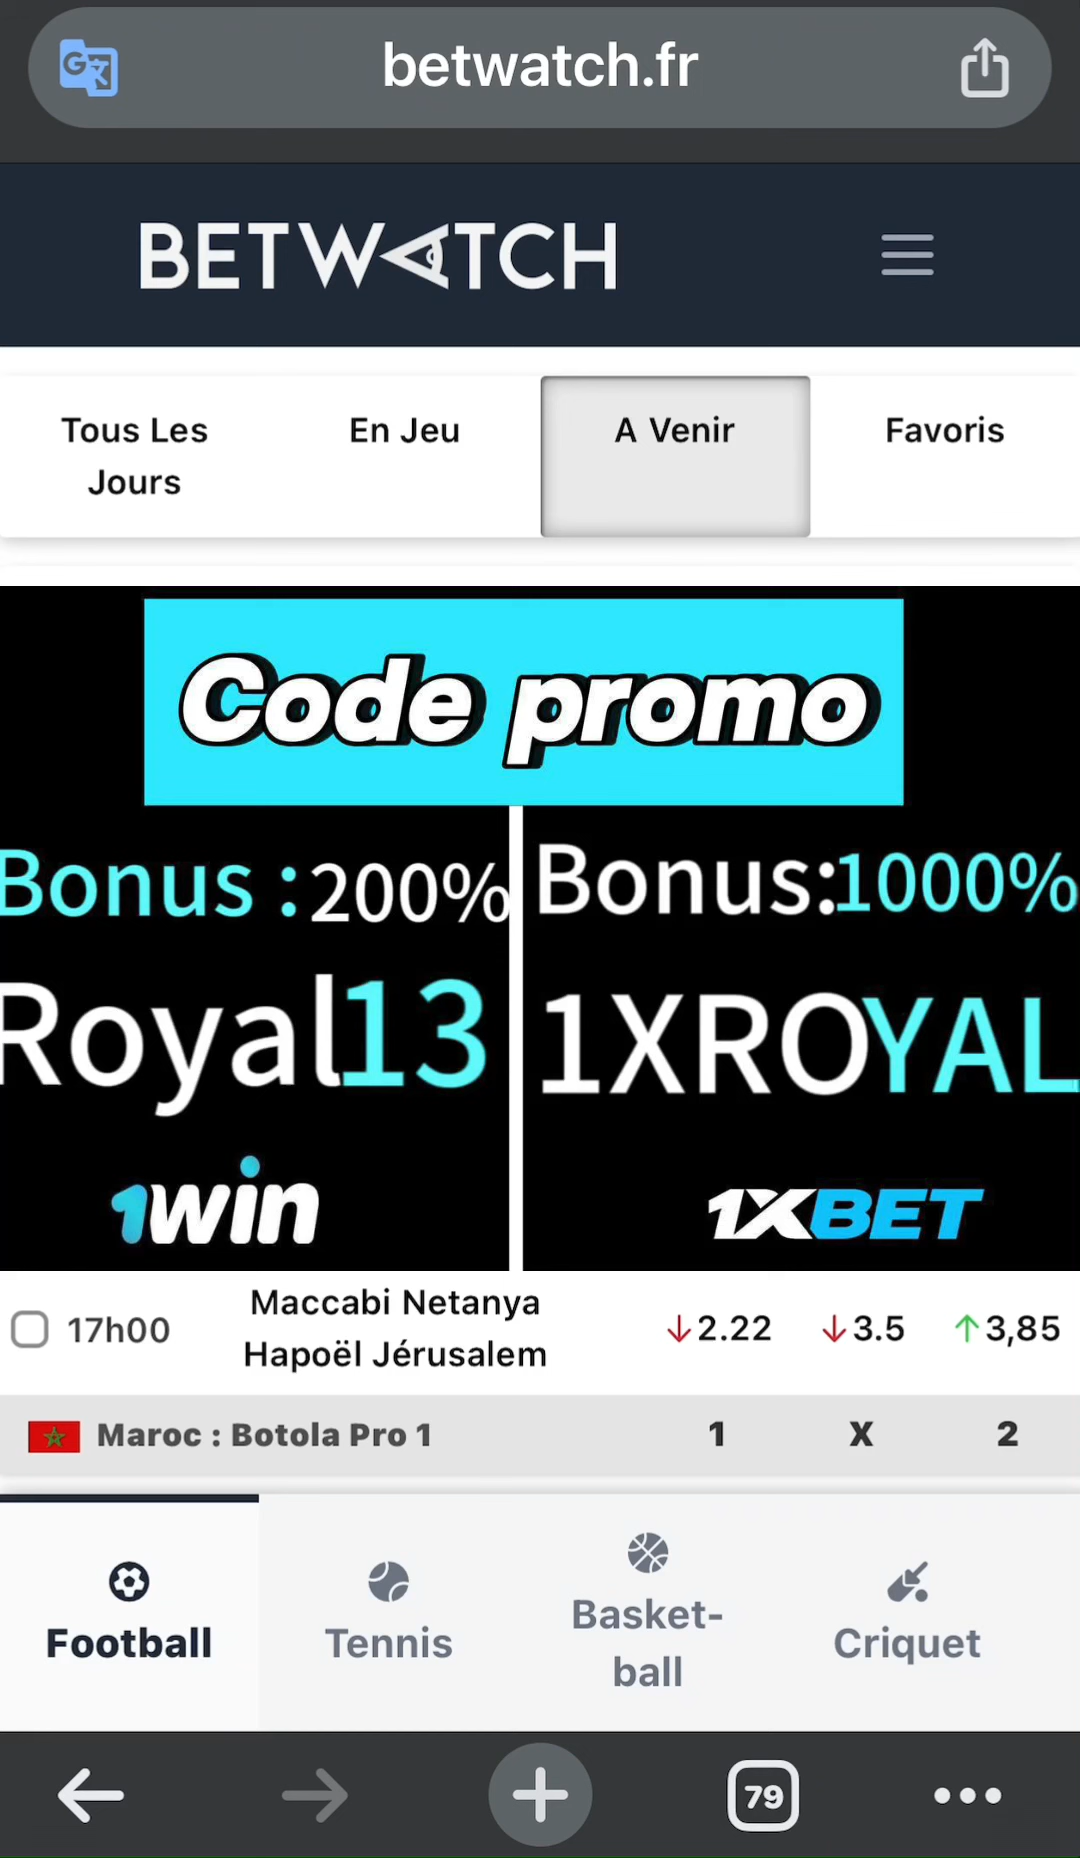 betwatch.fr
BETWATCH
Tous Les Jours
En Jeu
A Venir
Favoris
Code promo
Bonus : 200%
Royal13
1win
Bonus:1000%
1XROYAL
1XBET
17h00
Maccabi Netanya
Hapoël Jérusalem
↓2.22 ↓3.5 ↑3,85
Maroc : Botola Pro 1 1 X 2
Football
Tennis
Basket-
ball
Criquet
79